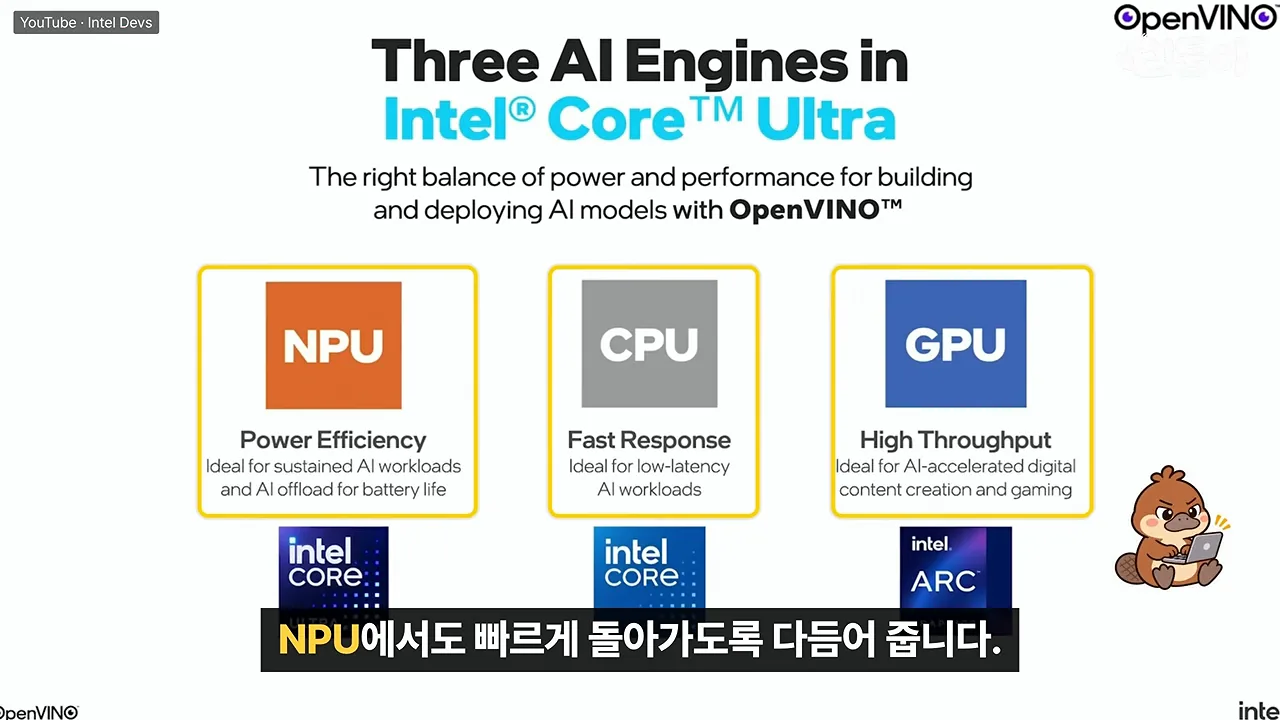 YouTube · Intel Devs
OpenVINO™
Three AI Engines in
Intel® Core™ Ultra
The right balance of power and performance for building
and deploying AI models with OpenVINO™
NPU
Power Efficiency
Ideal for sustained AI workloads
and AI offload for battery life
intel
CORE
CPU
Fast Response
Ideal for low-latency
AI workloads
intel
CORE
GPU
High Throughput
Ideal for AI-accelerated digital
content creation and gaming
intel
ARC™
NPU에서도 빠르게 돌아가도록 다듬어 줍니다.
OpenVINO™
inte